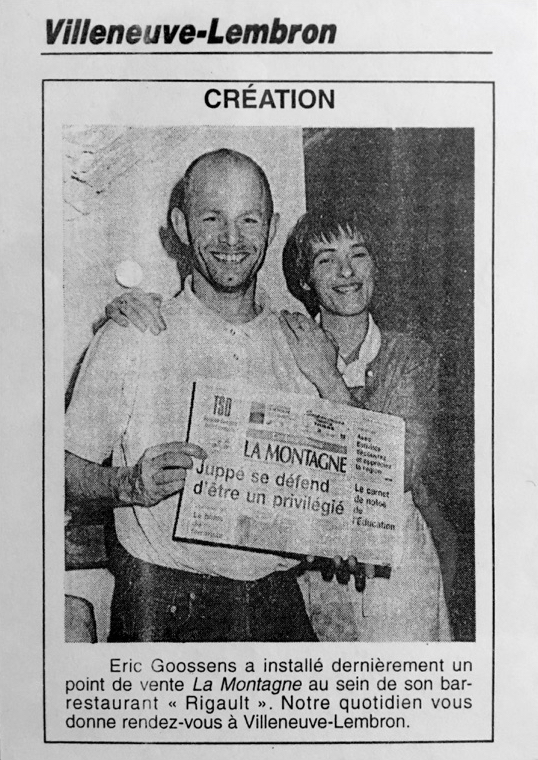 Villeneuve-Lembron
CRÉATION
TSD
LA MONTAGNE
Juppé se défend
d'être un privilégié
Le carnet
de notes
de
l'Éducation
Eric Goossens a installé dernièrement un
point de vente La Montagne au sein de son bar-
restaurant « Rigault ». Notre quotidien vous
donne rendez-vous à Villeneuve-Lembron.